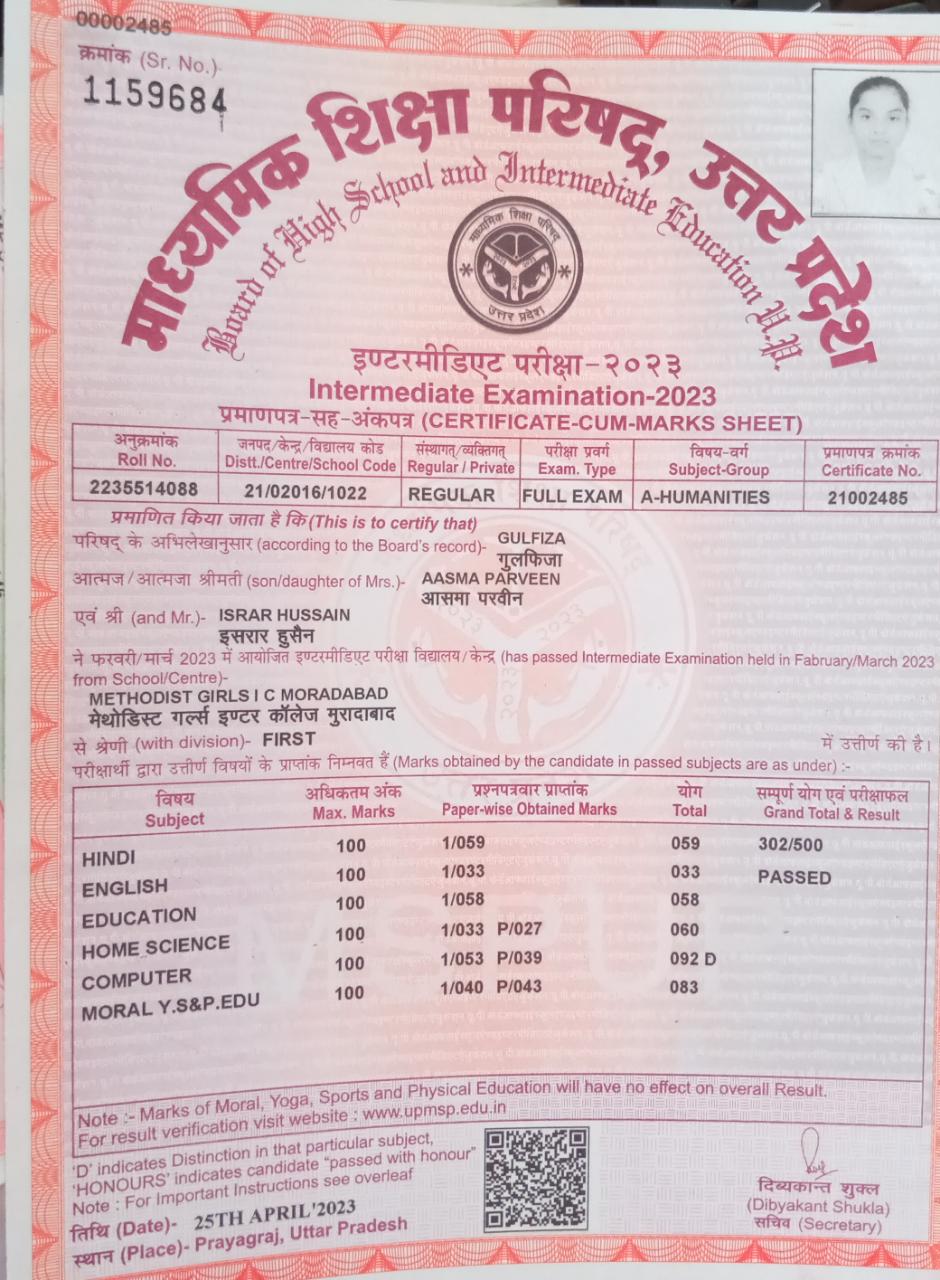 00002485
क्रमांक (Sr. No.)
1159684
माध्यमिक शिक्षा परिषद्, उत्तर प्रदेश
Board of High School and Intermediate Education U.P.
माध्यमिक शिक्षा परिषद
उत्तर प्रदेश
इण्टरमीडिएट परीक्षा-२०२३
Intermediate Examination-2023
प्रमाणपत्र-सह-अंकपत्र (CERTIFICATE-CUM-MARKS SHEET)
अनुक्रमांक जनपद/केन्द्र/विद्यालय कोड संस्थागत/व्यक्तिगत परीक्षा प्रवर्ग विषय-वर्ग प्रमाणपत्र क्रमांक
Roll No. Distt./Centre/School Code Regular / Private Exam. Type Subject-Group Certificate No.
2235514088 21/02016/1022 REGULAR FULL EXAM A-HUMANITIES 21002485
प्रमाणित किया जाता है कि (This is to certify that)
परिषद् के अभिलेखानुसार (according to the Board's record)- GULFIZA
गुलफिजा
आत्मज/आत्मजा श्रीमती (son/daughter of Mrs.)- AASMA PARVEEN
आसमा परवीन
एवं श्री (and Mr.)- ISRAR HUSSAIN
इसरार हुसैन
ने फरवरी/मार्च 2023 में आयोजित इण्टरमीडिएट परीक्षा विद्यालय/केन्द्र (has passed Intermediate Examination held in Fabruary/March 2023
from School/Centre)-
METHODIST GIRLS I C MORADABAD
मेथोडिस्ट गर्ल्स इण्टर कॉलेज मुरादाबाद
से श्रेणी (with division)- FIRST में उत्तीर्ण की है।
परीक्षार्थी द्वारा उत्तीर्ण विषयों के प्राप्तांक निम्नवत हैं (Marks obtained by the candidate in passed subjects are as under) :-
विषय अधिकतम अंक प्रश्नपत्रवार प्राप्तांक योग सम्पूर्ण योग एवं परीक्षाफल
Subject Max. Marks Paper-wise Obtained Marks Total Grand Total & Result
HINDI 100 1/059 059 302/500
ENGLISH 100 1/033 033 PASSED
EDUCATION 100 1/058 058
HOME SCIENCE 100 1/033 P/027 060
COMPUTER 100 1/053 P/039 092 D
MORAL Y.S&P.EDU 100 1/040 P/043 083
Note :- Marks of Moral, Yoga, Sports and Physical Education will have no effect on overall Result.
For result verification visit website : www.upmsp.edu.in
'D' indicates Distinction in that particular subject,
'HONOURS' indicates candidate "passed with honour"
Note : For Important Instructions see overleaf
तिथि (Date)- 25TH APRIL'2023
स्थान (Place)- Prayagraj, Uttar Pradesh
दिब्यकान्त शुक्ल
(Dibyakant Shukla)
सचिव (Secretary)